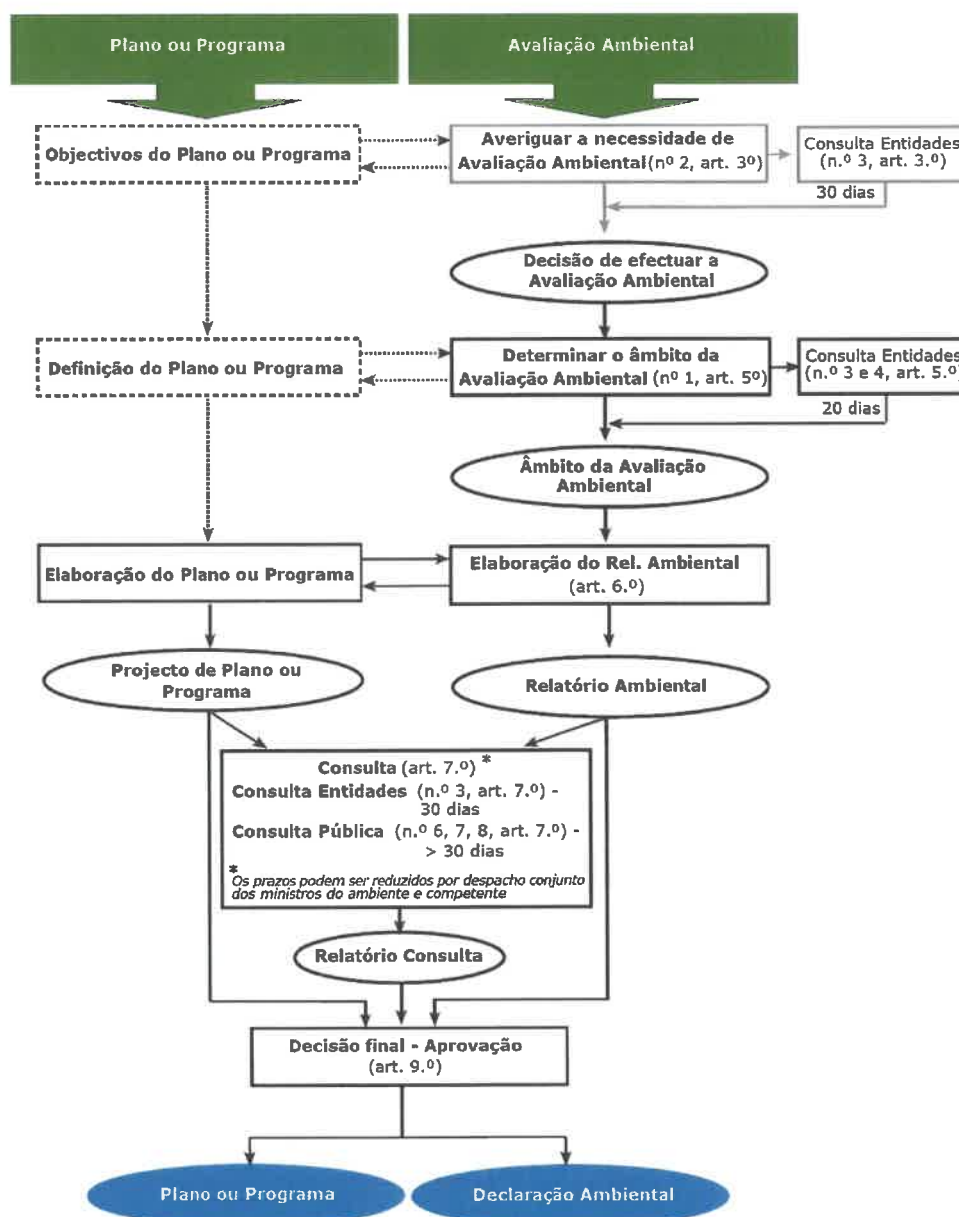 Plano ou Programa
Avaliação Ambiental
Objectivos do Plano ou Programa
Averiguar a necessidade de
Avaliação Ambiental (nº 2, art. 3º)
Consulta Entidades
(n.º 3, art. 3.º)
30 dias
Decisão de efectuar a
Avaliação Ambiental
Definição do Plano ou Programa
Determinar o âmbito da
Avaliação Ambiental (nº 1, art. 5º)
Consulta Entidades
(n.º 3 e 4, art. 5.º)
20 dias
Âmbito da Avaliação
Ambiental
Elaboração do Plano ou Programa
Elaboração do Rel. Ambiental
(art. 6.º)
Projecto de Plano ou
Programa
Relatório Ambiental
Consulta (art. 7.º) *
Consulta Entidades (n.º 3, art. 7.º) -
30 dias
Consulta Pública (n.º 6, 7, 8, art. 7.º) -
> 30 dias
*
Os prazos podem ser reduzidos por despacho conjunto
dos ministros do ambiente e competente
Relatório Consulta
Decisão final - Aprovação
(art. 9.º)
Plano ou Programa
Declaração Ambiental